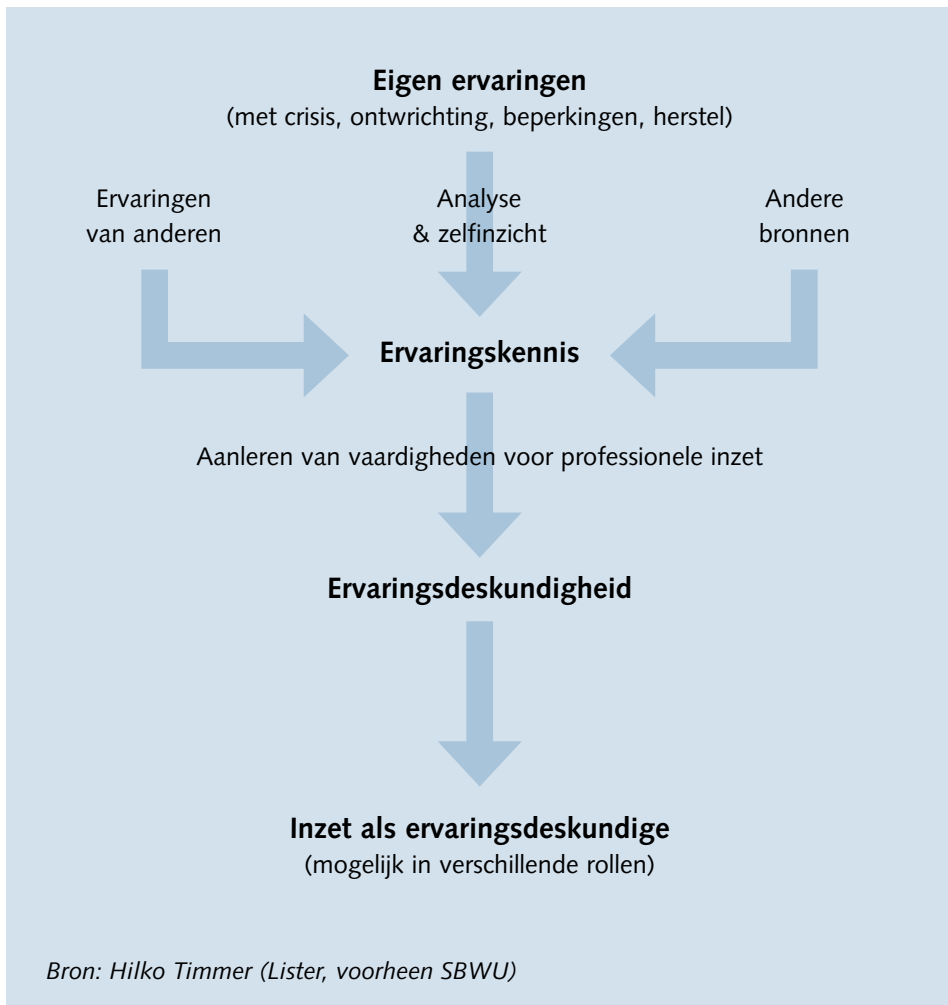 Eigen ervaringen
(met crisis, ontwrichting, beperkingen, herstel)
Ervaringen
van anderen
Analyse
& zelfinzicht
Andere
bronnen
Ervaringskennis
Aanleren van vaardigheden voor professionele inzet
Ervaringsdeskundigheid
Inzet als ervaringsdeskundige
(mogelijk in verschillende rollen)
Bron: Hilko Timmer (Lister, voorheen SBWU)